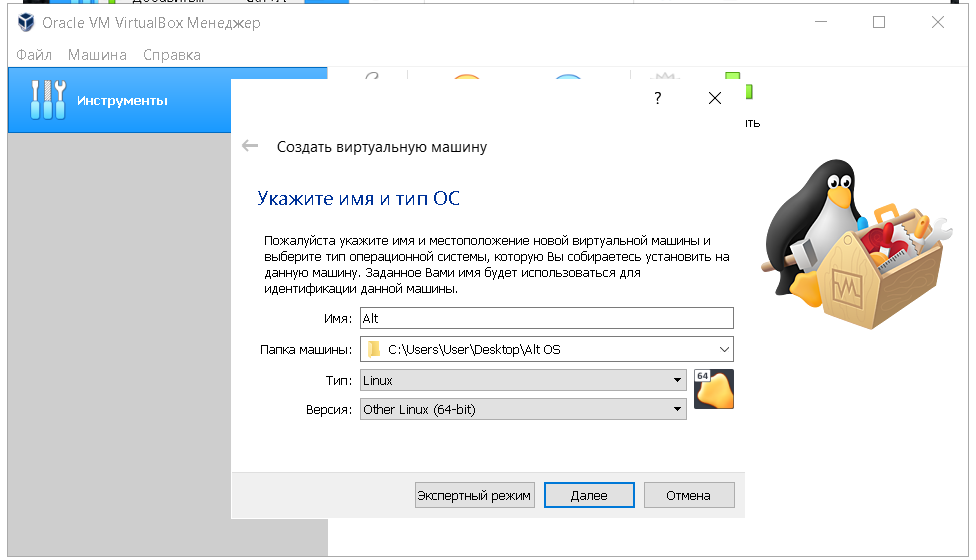 Oracle VM VirtualBox Менеджер
Файл Машина Справка
Инструменты
?
ить
Создать виртуальную машину
Укажите имя и тип ОС
Пожалуйста укажите имя и местоположение новой виртуальной машины и
выберите тип операционной системы, которую Вы собираетесь установить на
данную машину. Заданное Вами имя будет использоваться для
идентификации данной машины.
Имя: Alt
Папка машины: C:\Users\User\Desktop\Alt OS
Тип: Linux
64
Версия: Other Linux (64-bit)
Экспертный режим Далее Отмена